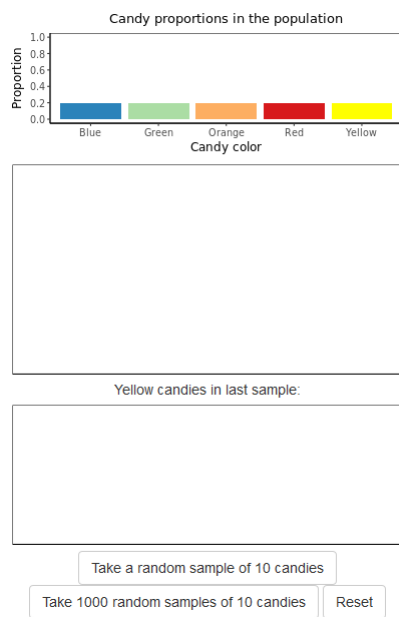 Candy proportions in the population
Proportion
1.0
0.8
0.6
0.4
0.2
0.0
Blue Green Orange Red Yellow
Candy color
Yellow candies in last sample:
Take a random sample of 10 candies
Take 1000 random samples of 10 candies Reset